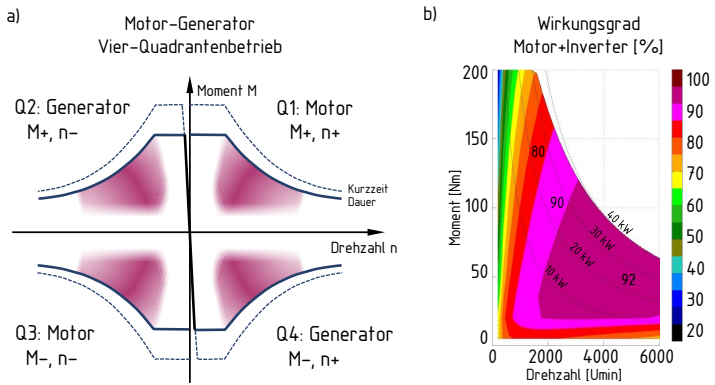 a)
Motor-Generator
Vier-Quadrantenbetrieb
Moment M
Q2: Generator
M+, n-
Q1: Motor
M+, n+
Kurzzeit
Dauer
Drehzahl n
Q3: Motor
M-, n-
Q4: Generator
M-, n+
b)
Wirkungsgrad
Motor+Inverter [%]
Moment [Nm]
200
150
100
50
0
0
2000
4000
6000
Drehzahl [Umin]
80
90
92
10 kW
20 kW
30 kW
40 kW
100
90
80
70
60
50
40
30
20